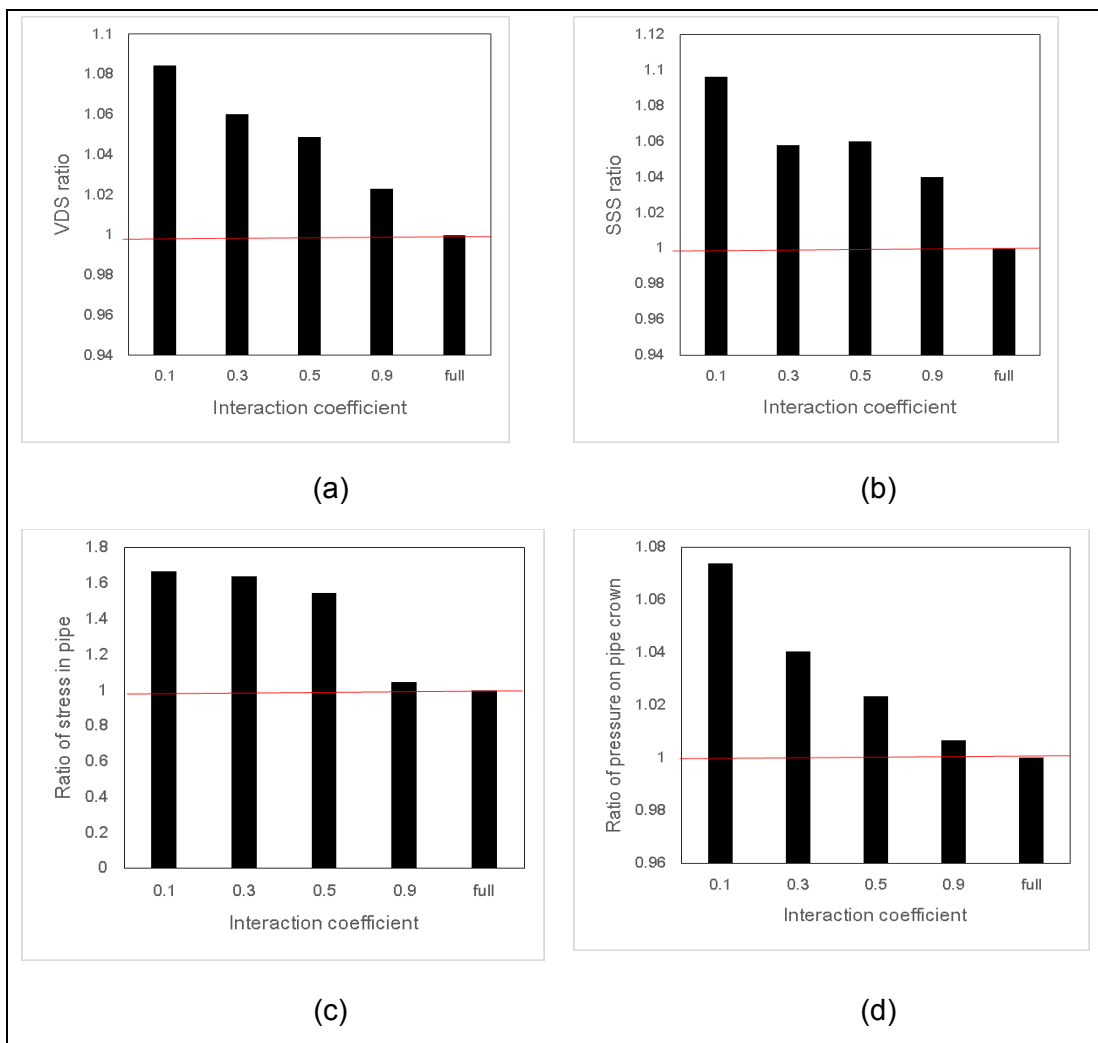 VDS ratio
1.1
1.08
1.06
1.04
1.02
1
0.98
0.96
0.94
0.1 0.3 0.5 0.9 full
Interaction coefficient
(a)
SSS ratio
1.12
1.1
1.08
1.06
1.04
1.02
1
0.98
0.96
0.94
0.1 0.3 0.5 0.9 full
Interaction coefficient
(b)
Ratio of stress in pipe
1.8
1.6
1.4
1.2
1
0.8
0.6
0.4
0.2
0
0.1 0.3 0.5 0.9 full
Interaction coefficient
(c)
Ratio of pressure on pipe crown
1.08
1.06
1.04
1.02
1
0.98
0.96
0.1 0.3 0.5 0.9 full
Interaction coefficient
(d)